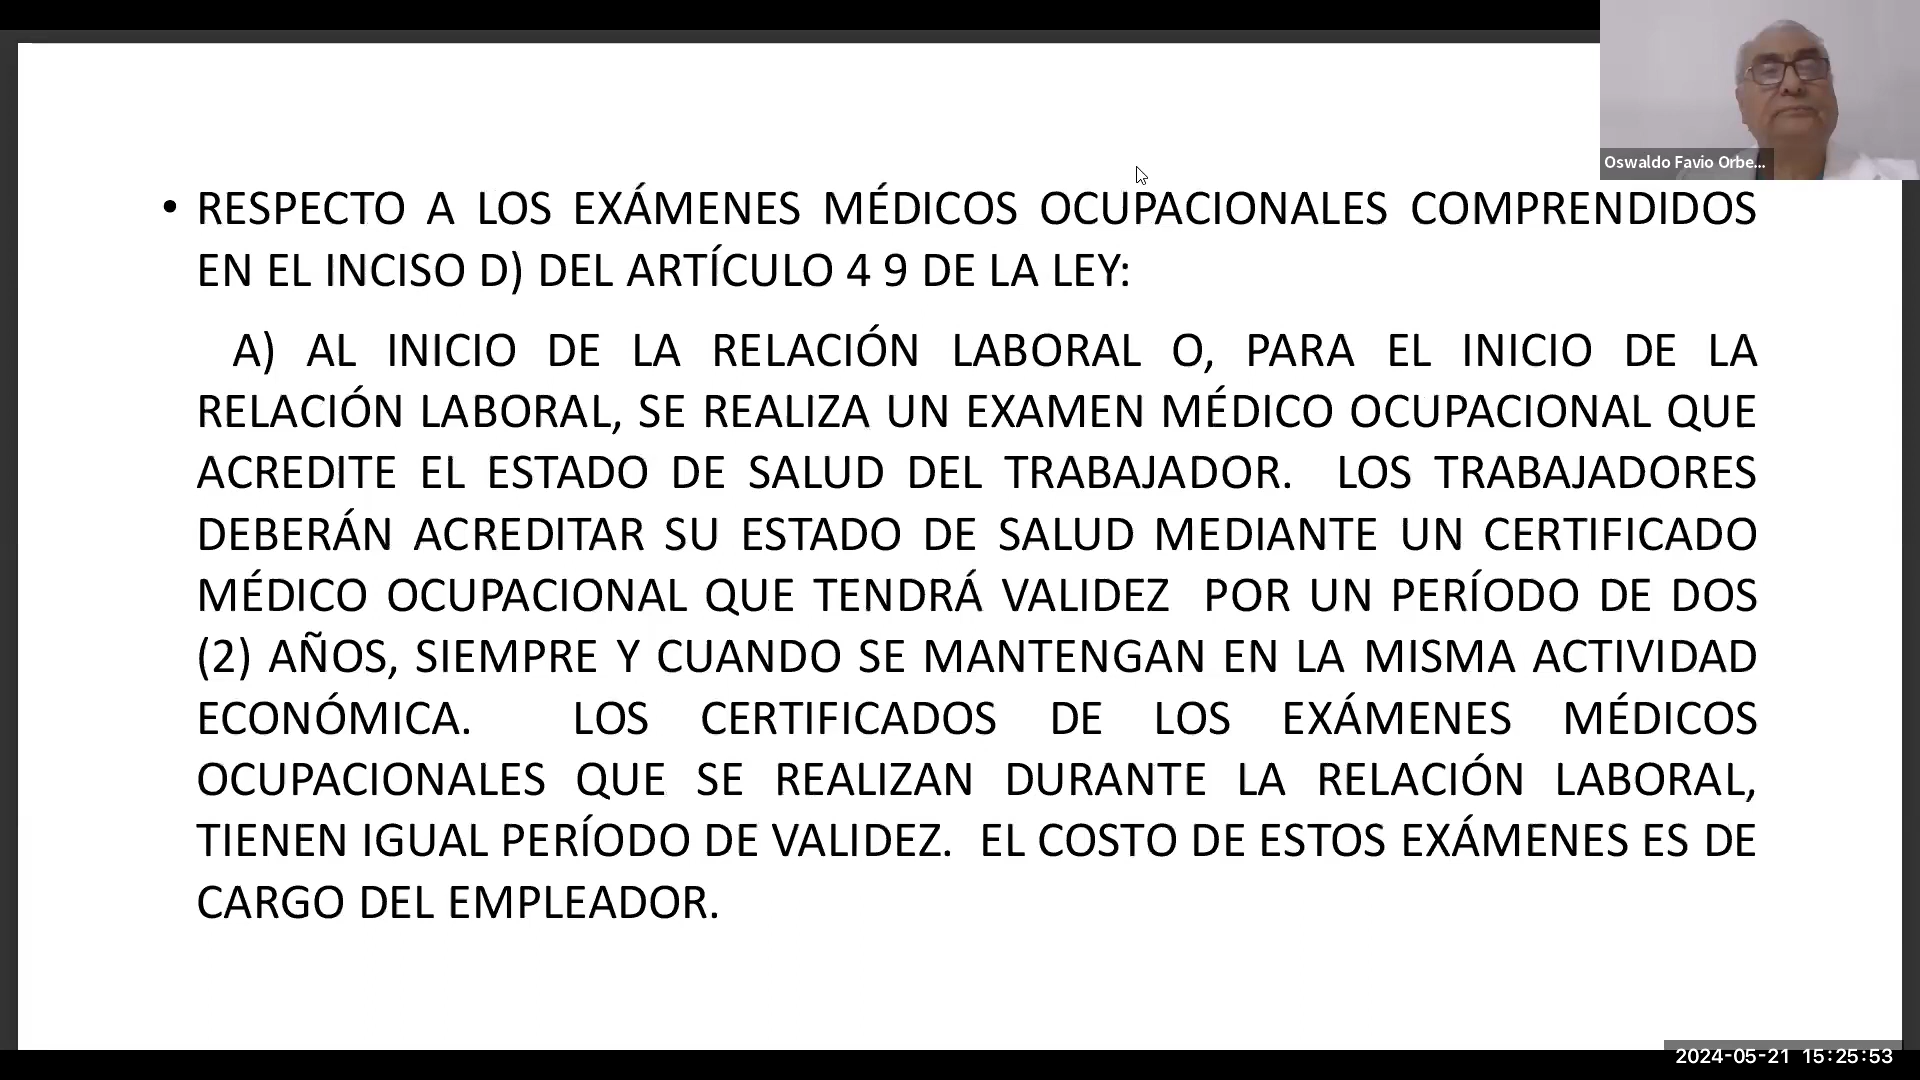 Oswaldo Favio Orbe...
• RESPECTO A LOS EXÁMENES MÉDICOS OCUPACIONALES COMPRENDIDOS
EN EL INCISO D) DEL ARTÍCULO 4 9 DE LA LEY:
A) AL INICIO DE LA RELACIÓN LABORAL O, PARA EL INICIO DE LA
RELACIÓN LABORAL, SE REALIZA UN EXAMEN MÉDICO OCUPACIONAL QUE
ACREDITE EL ESTADO DE SALUD DEL TRABAJADOR. LOS TRABAJADORES
DEBERÁN ACREDITAR SU ESTADO DE SALUD MEDIANTE UN CERTIFICADO
MÉDICO OCUPACIONAL QUE TENDRÁ VALIDEZ POR UN PERÍODO DE DOS
(2) AÑOS, SIEMPRE Y CUANDO SE MANTENGAN EN LA MISMA ACTIVIDAD
ECONÓMICA. LOS CERTIFICADOS DE LOS EXÁMENES MÉDICOS
OCUPACIONALES QUE SE REALIZAN DURANTE LA RELACIÓN LABORAL,
TIENEN IGUAL PERÍODO DE VALIDEZ. EL COSTO DE ESTOS EXÁMENES ES DE
CARGO DEL EMPLEADOR.
2024-05-21 15:25:53